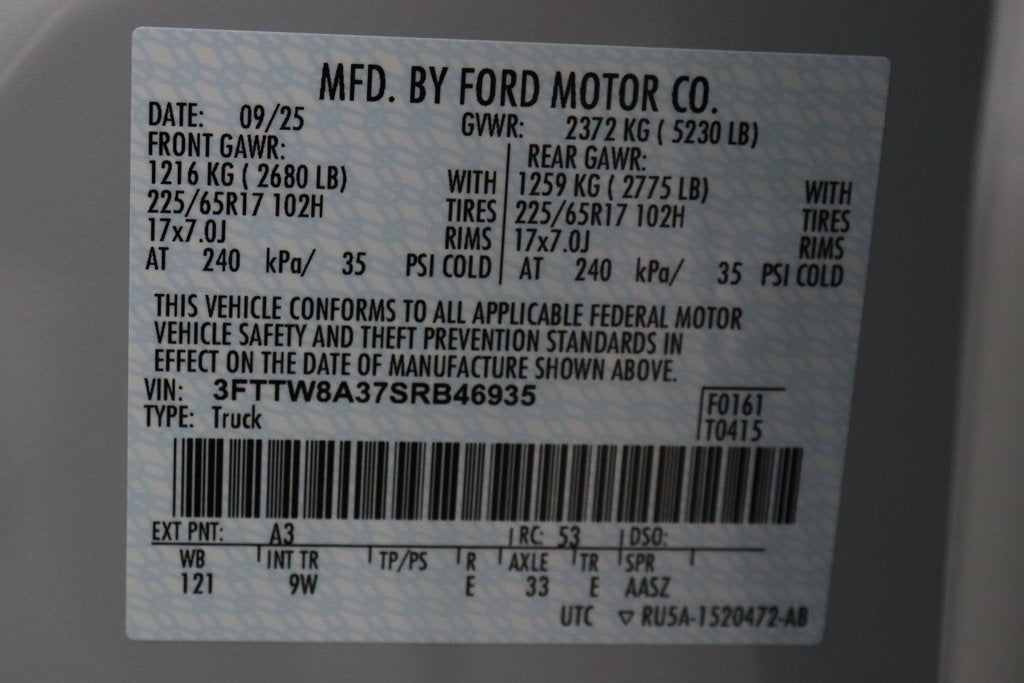 MFD. BY FORD MOTOR CO.
DATE: 09/25 GVWR: 2372 KG ( 5230 LB)
FRONT GAWR: REAR GAWR:
1216 KG ( 2680 LB) WITH 1259 KG ( 2775 LB) WITH
225/65R17 102H TIRES 225/65R17 102H TIRES
17x7.0J RIMS 17x7.0J RIMS
AT 240 kPa/ 35 PSI COLD AT 240 kPa/ 35 PSI COLD
THIS VEHICLE CONFORMS TO ALL APPLICABLE FEDERAL MOTOR
VEHICLE SAFETY AND THEFT PREVENTION STANDARDS IN
EFFECT ON THE DATE OF MANUFACTURE SHOWN ABOVE.
VIN: 3FTTW8A37SRB46935
TYPE: Truck
F0161
T0415
EXT PNT: A3 RC: 53 DSO:
WB INT TR TP/PS R AXLE TR SPR
121 9W E 33 E AASZ
UTC ▽ RU5A-1520472-AB